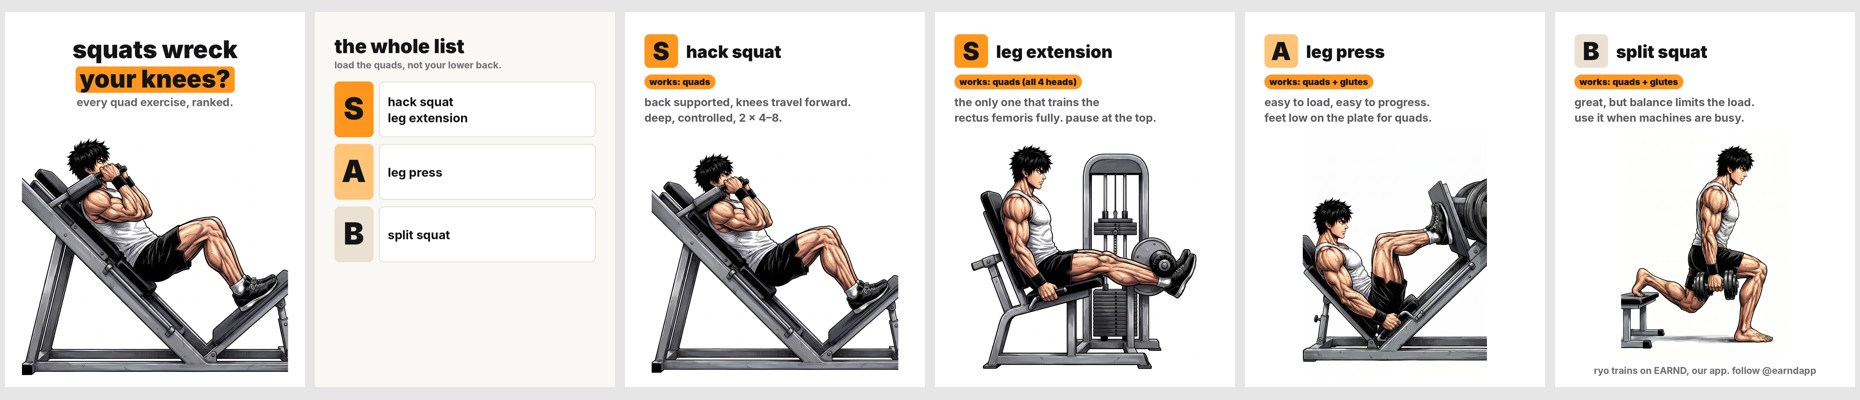 squats wreck
your knees?
every quad exercise, ranked.
the whole list
load the quads, not your lower back.
S
hack squat
leg extension
A
leg press
B
split squat
S hack squat
works: quads
back supported, knees travel forward.
deep, controlled, 2 × 4–8.
S leg extension
works: quads (all 4 heads)
the only one that trains the
rectus femoris fully. pause at the top.
A leg press
works: quads + glutes
easy to load, easy to progress.
feet low on the plate for quads.
B split squat
works: quads + glutes
great, but balance limits the load.
use it when machines are busy.
ryo trains on EARND, our app. follow @earndapp